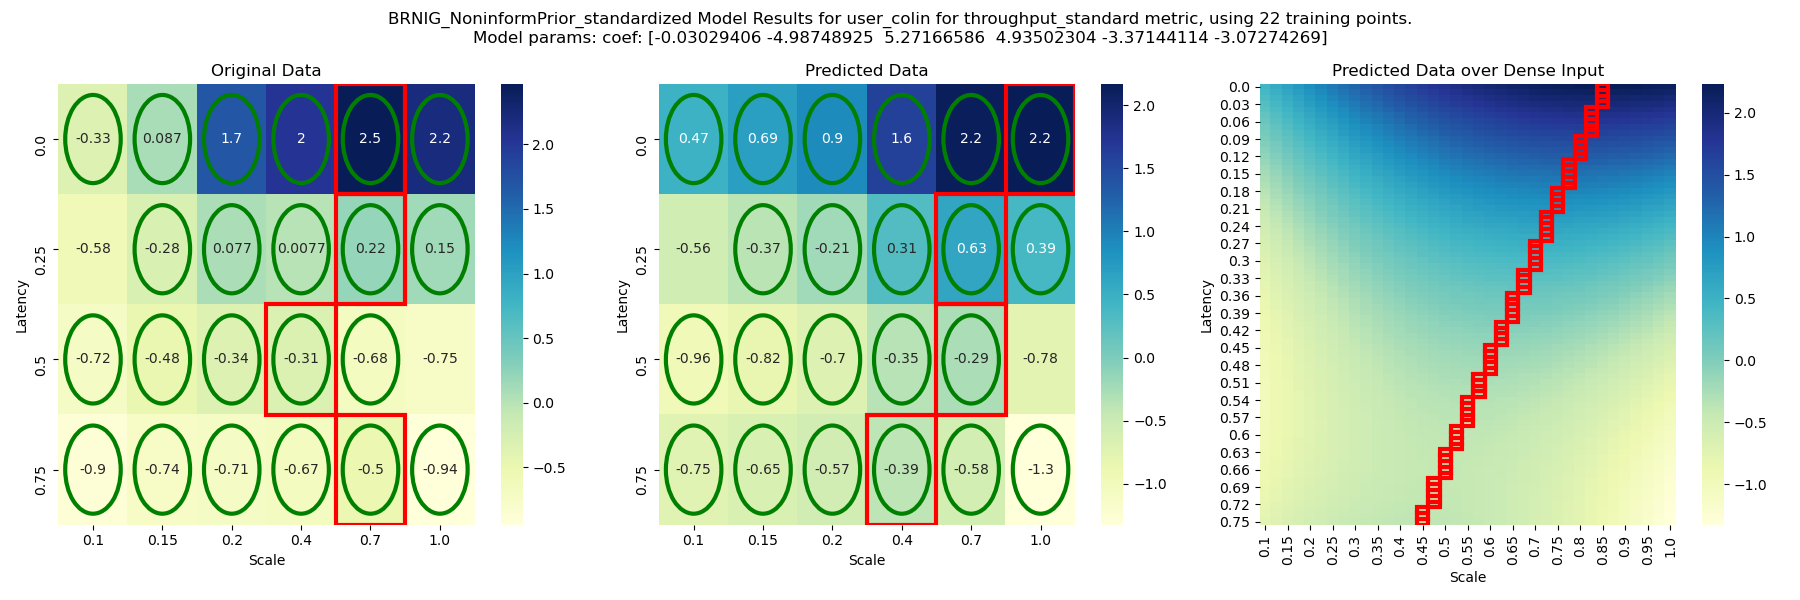 BRNIG_NoninformPrior_standardized Model Results for user_colin for throughput_standard metric, using 22 training points.
Model params: coef: [-0.03029406 -4.98748925  5.27166586  4.93502304 -3.37144114 -3.07274269]
Original Data
Latency
0.0
0.25
0.5
0.75
-0.33 0.087 1.7 2 2.5 2.2
-0.58 -0.28 0.077 0.0077 0.22 0.15
-0.72 -0.48 -0.34 -0.31 -0.68 -0.75
-0.9 -0.74 -0.71 -0.67 -0.5 -0.94
0.1 0.15 0.2 0.4 0.7 1.0
Scale
2.0
1.5
1.0
0.5
0.0
−0.5
Predicted Data
Latency
0.0
0.25
0.5
0.75
0.47 0.69 0.9 1.6 2.2 2.2
-0.56 -0.37 -0.21 0.31 0.63 0.39
-0.96 -0.82 -0.7 -0.35 -0.29 -0.78
-0.75 -0.65 -0.57 -0.39 -0.58 -1.3
0.1 0.15 0.2 0.4 0.7 1.0
Scale
2.0
1.5
1.0
0.5
0.0
−0.5
−1.0
Predicted Data over Dense Input
Latency
0.0
0.03
0.06
0.09
0.12
0.15
0.18
0.21
0.24
0.27
0.3
0.33
0.36
0.39
0.42
0.45
0.48
0.51
0.54
0.57
0.6
0.63
0.66
0.69
0.72
0.75
0.1 0.15 0.2 0.25 0.3 0.35 0.4 0.45 0.5 0.55 0.6 0.65 0.7 0.75 0.8 0.85 0.9 0.95 1.0
Scale
2.0
1.5
1.0
0.5
0.0
−0.5
−1.0